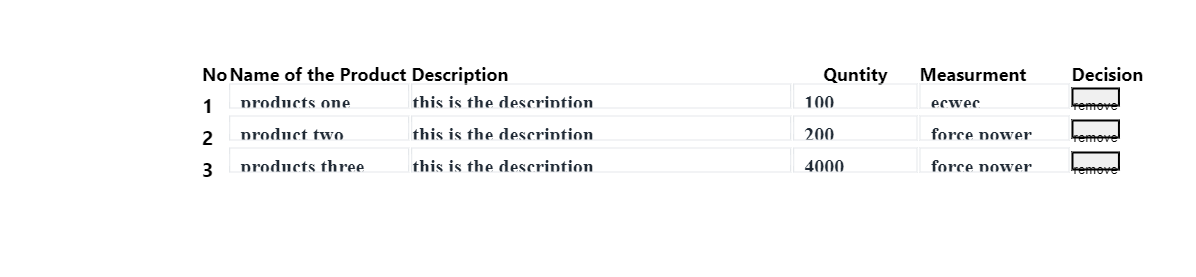 No Name of the Product Description Quntity Measurment Decision
1 products one this is the description 100 ecwec remove
2 product two this is the description 200 force power remove
3 products three this is the description 4000 force power remove